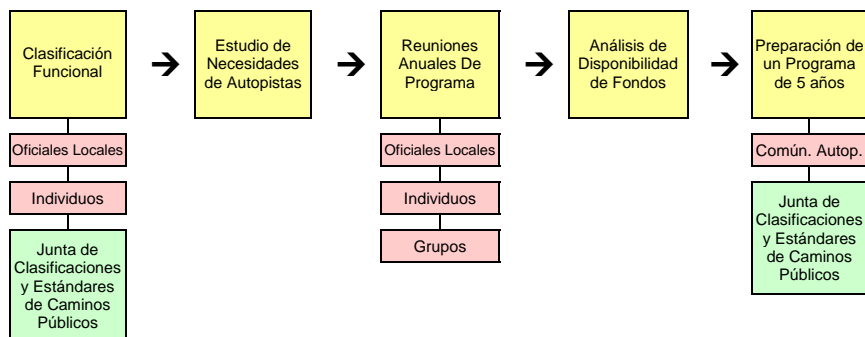 Clasificación
Funcional
Estudio de
Necesidades
de Autopistas
Reuniones
Anuales De
Programa
Análisis de
Disponibilidad
de Fondos
Preparación de
un Programa
de 5 años
Oficiales Locales
Individuos
Junta de
Clasificaciones
y Estándares
de Caminos
Públicos
Oficiales Locales
Individuos
Grupos
Común. Autop.
Junta de
Clasificaciones
y Estándares
de Caminos
Públicos